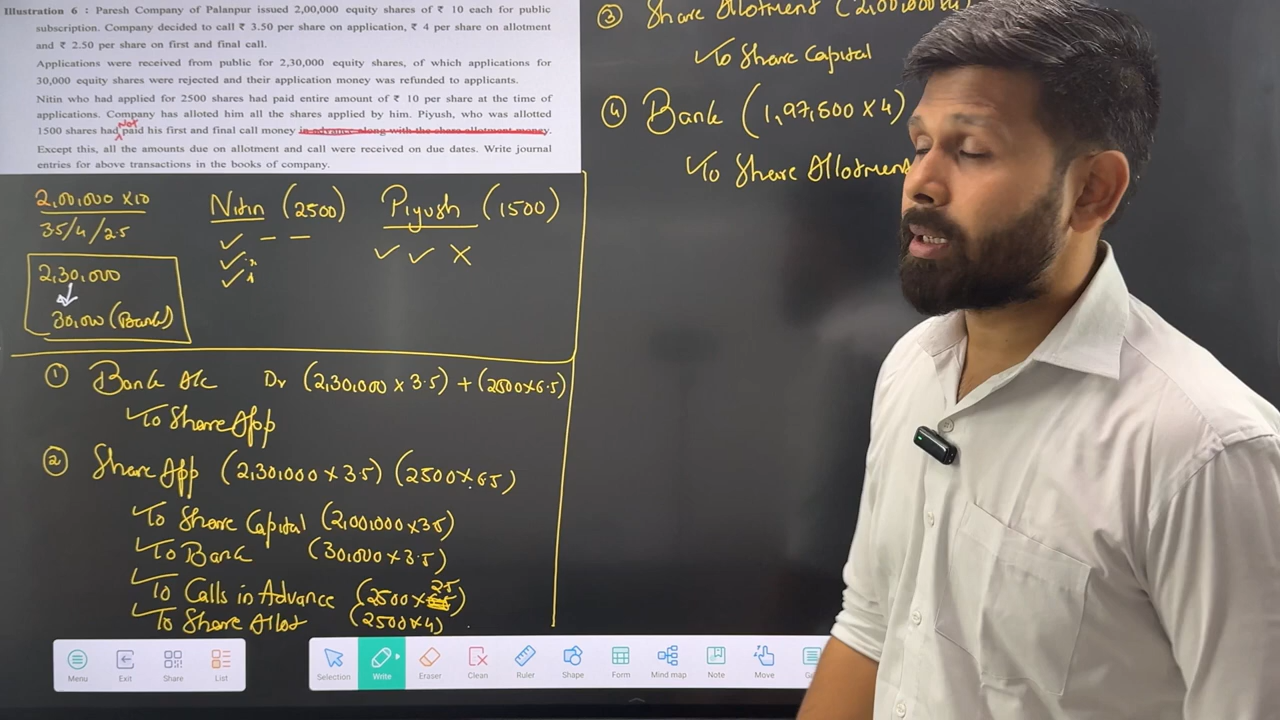 Illustration 6 : Paresh Company of Palanpur issued 2,00,000 equity shares of ₹ 10 each for public
subscription. Company decided to call ₹ 3.50 per share on application, ₹ 4 per share on allotment
and ₹ 2.50 per share on first and final call.
Applications were received from public for 2,30,000 equity shares, of which applications for
30,000 equity shares were rejected and their application money was refunded to applicants.
Nitin who had applied for 2500 shares had paid entire amount of ₹ 10 per share at the time of
applications. Company has alloted him all the shares applied by him. Piyush, who was allotted
1500 shares had Not paid his first and final call money in advance along with the share allotment money.
Except this, all the amounts due on allotment and call were received on due dates. Write journal
entries for above transactions in the books of company.
2,00,000 × 10
35/4/2.5
2,30,000
30,000 (Bank)
Nitin (2500)
Piyush (1500)
① Bank A/c Dr (2,30,000 × 3.5) + (2500×6.5)
To Share App
② Share App (2,30,000 × 3.5) (2500×6.5)
To Share Capital (2,00,000×3.5)
To Bank (30,000×3.5)
To Calls in Advance (2500×2.5)
To Share Allot (2500×4)
③ Share Allotment (2,00,000×4)
To Share Capital
④ Bank (1,97,500 × 4)
To Share Allotment
Menu
Exit
Share
List
Selection
Write
Eraser
Clean
Ruler
Shape
Form
Mind map
Note
Move